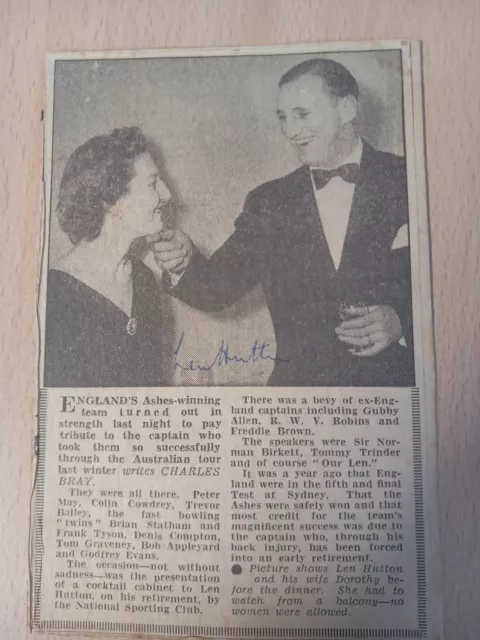 Len Hutton
ENGLAND'S Ashes-winning
team turned out in
strength last night to pay
tribute to the captain who
took them so successfully
through the Australian tour
last winter writes CHARLES
BRAY.
They were all there. Peter
May, Colin Cowdrey, Trevor
Bailey, the fast bowling
"twins" Brian Statham and
Frank Tyson, Denis Compton,
Tom Graveney, Bob Appleyard
and Godfrey Evans.
The occasion—not without
sadness—was the presentation
of a cocktail cabinet to Len
Hutton, on his retirement, by
the National Sporting Club.
There was a bevy of ex-Eng-
land captains including Gubby
Allen, R. W. V. Robins and
Freddie Brown.
The speakers were Sir Nor-
man Birkett, Tommy Trinder
and of course "Our Len."
It was a year ago that Eng-
land were in the fifth and final
Test at Sydney. That the
Ashes were safely won and that
most credit for the team's
magnificent success was due to
the captain who, through his
back injury, has been forced
into an early retirement.
● Picture shows Len Hutton
and his wife Dorothy be-
fore the dinner. She had to
watch from a balcony—no
women were allowed.